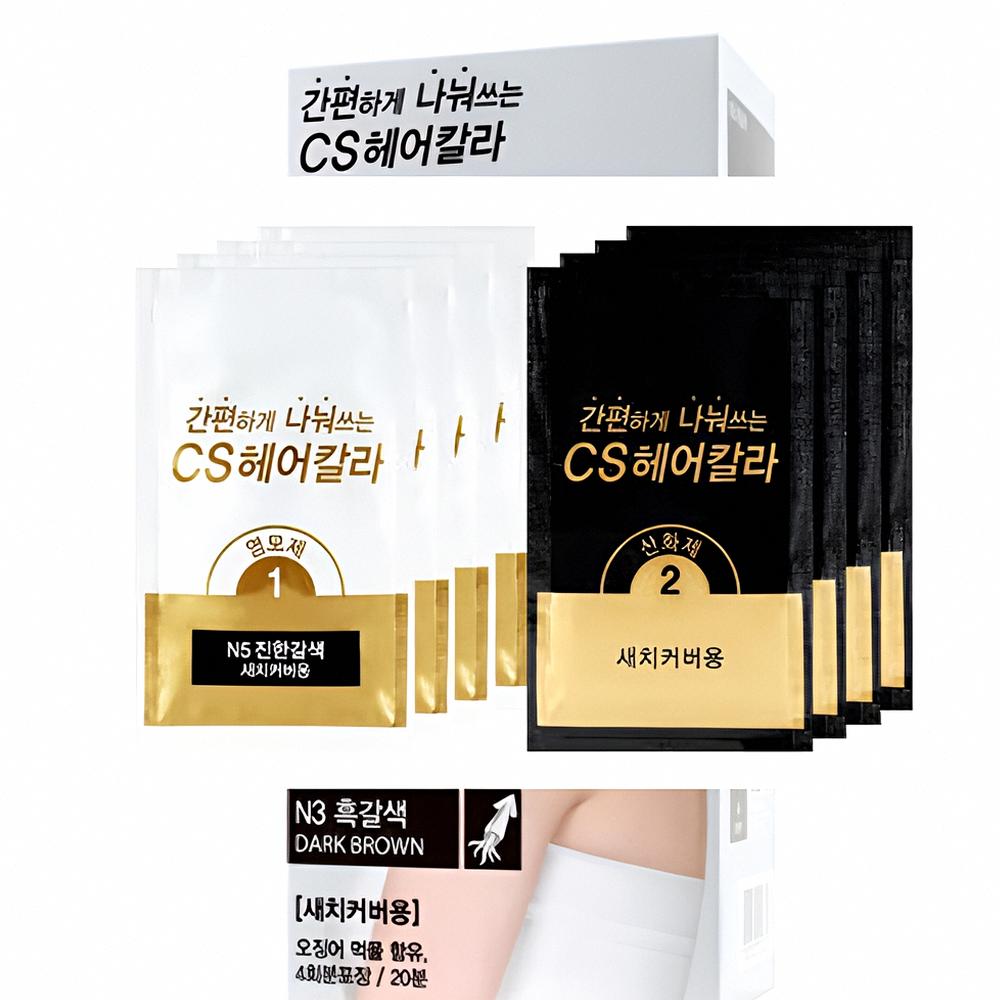 간편하게 나눠쓰는
CS헤어칼라
간편하게 나눠쓰는
CS헤어칼라
염모제
1
N5 진한갈색
새치커버용
간편하게 나눠쓰는
CS헤어칼라
산화제
2
새치커버용
N3 흑갈색
DARK BROWN
[새치커버용]
오징어 먹물 함유,
/ 20분